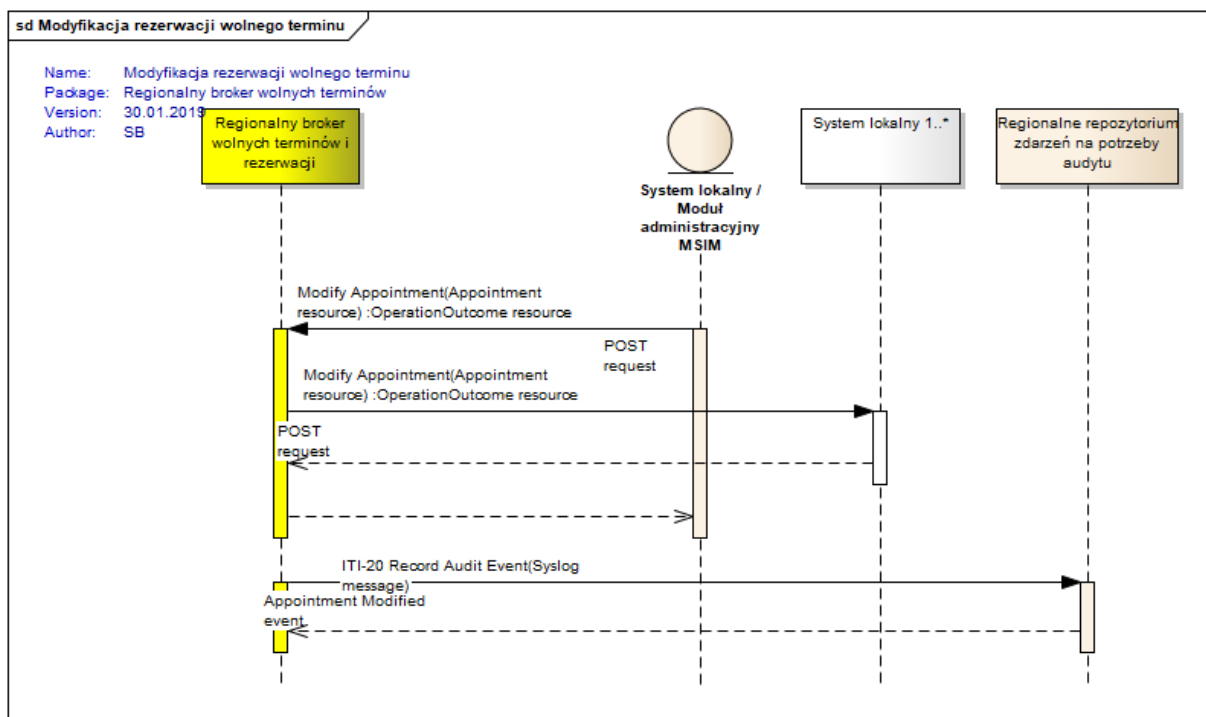 sd Modyfikacja rezerwacji wolnego terminu
Name: Modyfikacja rezerwacji wolnego terminu
Package: Regionalny broker wolnych terminów
Version: 30.01.2019
Author: SB
Regionalny broker
wolnych terminów i
rezerwacji
System lokalny /
Moduł
administracyjny
MSIM
System lokalny 1..*
Regionalne repozytorium
zdarzeń na potrzeby
audytu
Modify Appointment(Appointment
resource) :OperationOutcome resource
POST
request
Modify Appointment(Appointment
resource) :OperationOutcome resource
POST
request
ITI-20 Record Audit Event(Syslog
message)
Appointment Modified
event